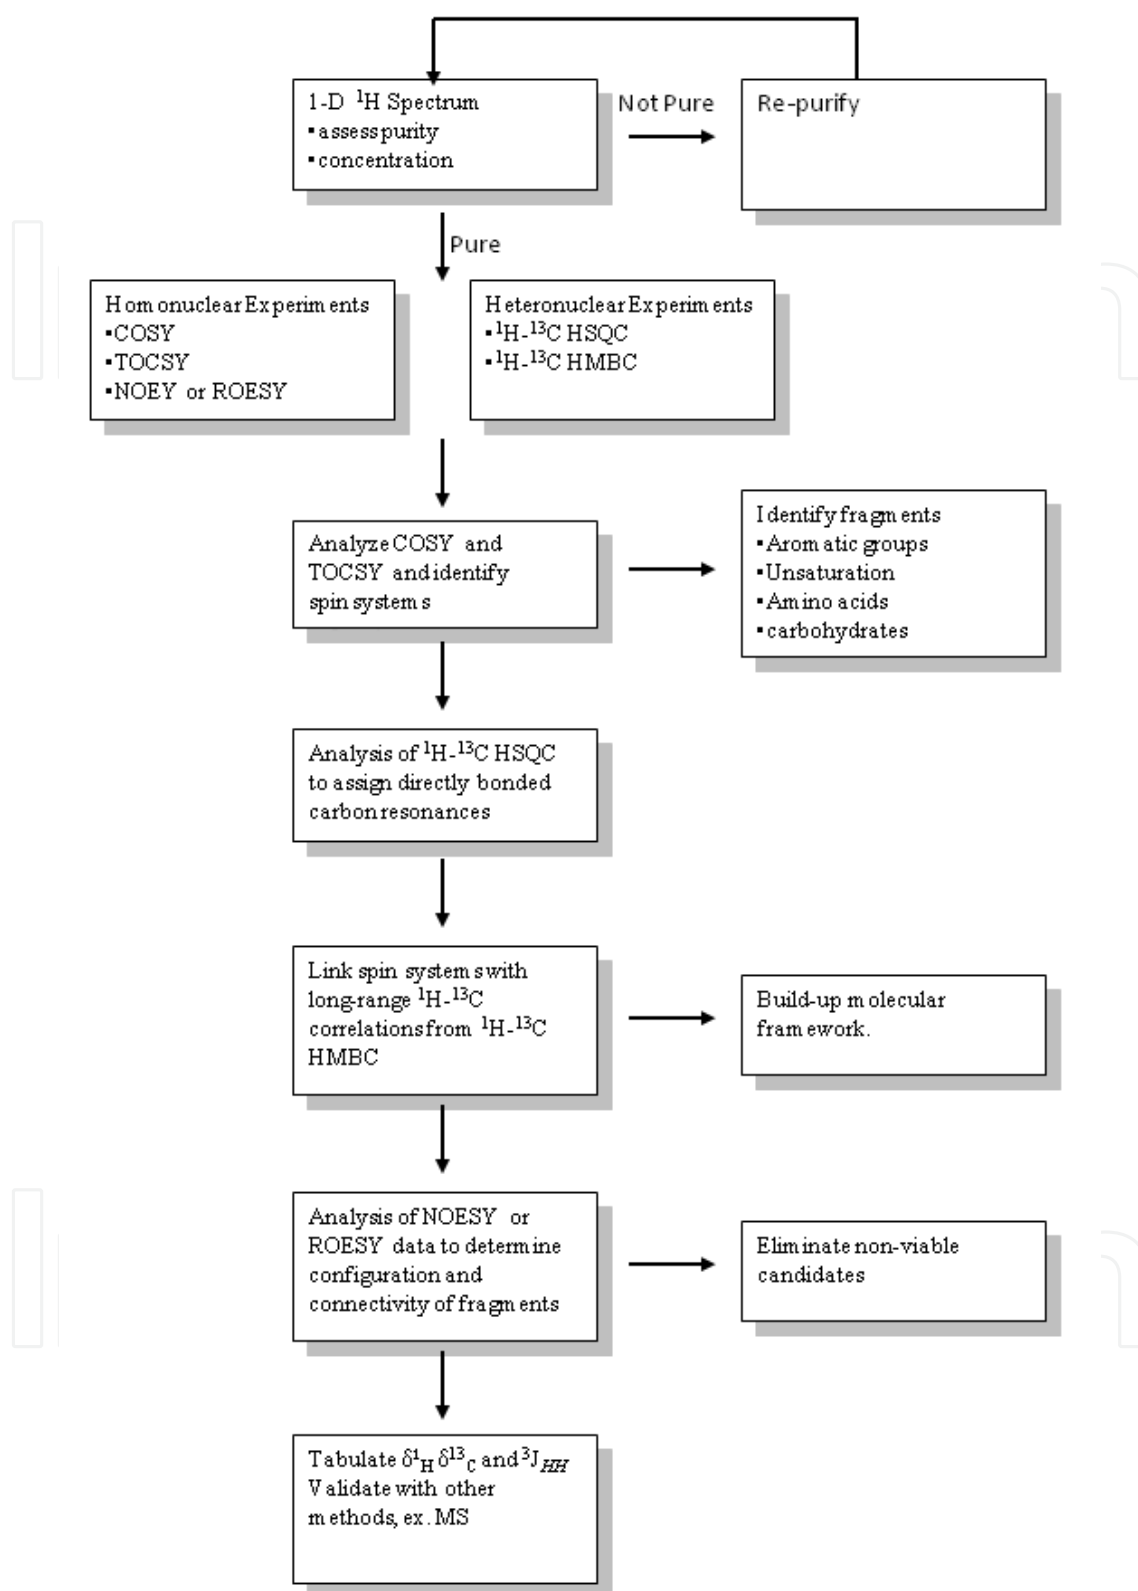 1-D ¹H Spectrum
▪assess purity
▪concentration
Not Pure
Re-purify
Pure
Homonuclear Experiments
▪COSY
▪TOCSY
▪NOEY or ROESY
Heteronuclear Experiments
▪¹H-¹³C HSQC
▪¹H-¹³C HMBC
Analyze COSY and
TOCSY and identify
spin systems
Identify fragments
▪Aromatic groups
▪Unsaturation
▪Amino acids
▪carbohydrates
Analysis of ¹H-¹³C HSQC
to assign directly bonded
carbon resonances
Link spin systems with
long-range ¹H-¹³C
correlations from ¹H-¹³C
HMBC
Build-up molecular
framework.
Analysis of NOESY or
ROESY data to determine
configuration and
connectivity of fragments
Eliminate non-viable
candidates
Tabulate δ¹H δ¹³C and ³JHH
Validate with other
methods, ex. MS